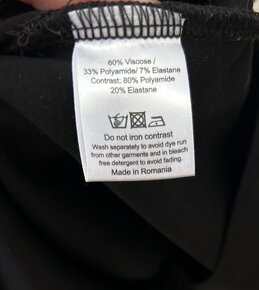 60% Viscose /
33% Polyamide/ 7% Elastane
Contrast: 80% Polyamide
20% Elastane
Do not iron contrast
Wash separately to avoid dye run
from other garments and in bleach
free detergent to avoid fading.
Made in Romania